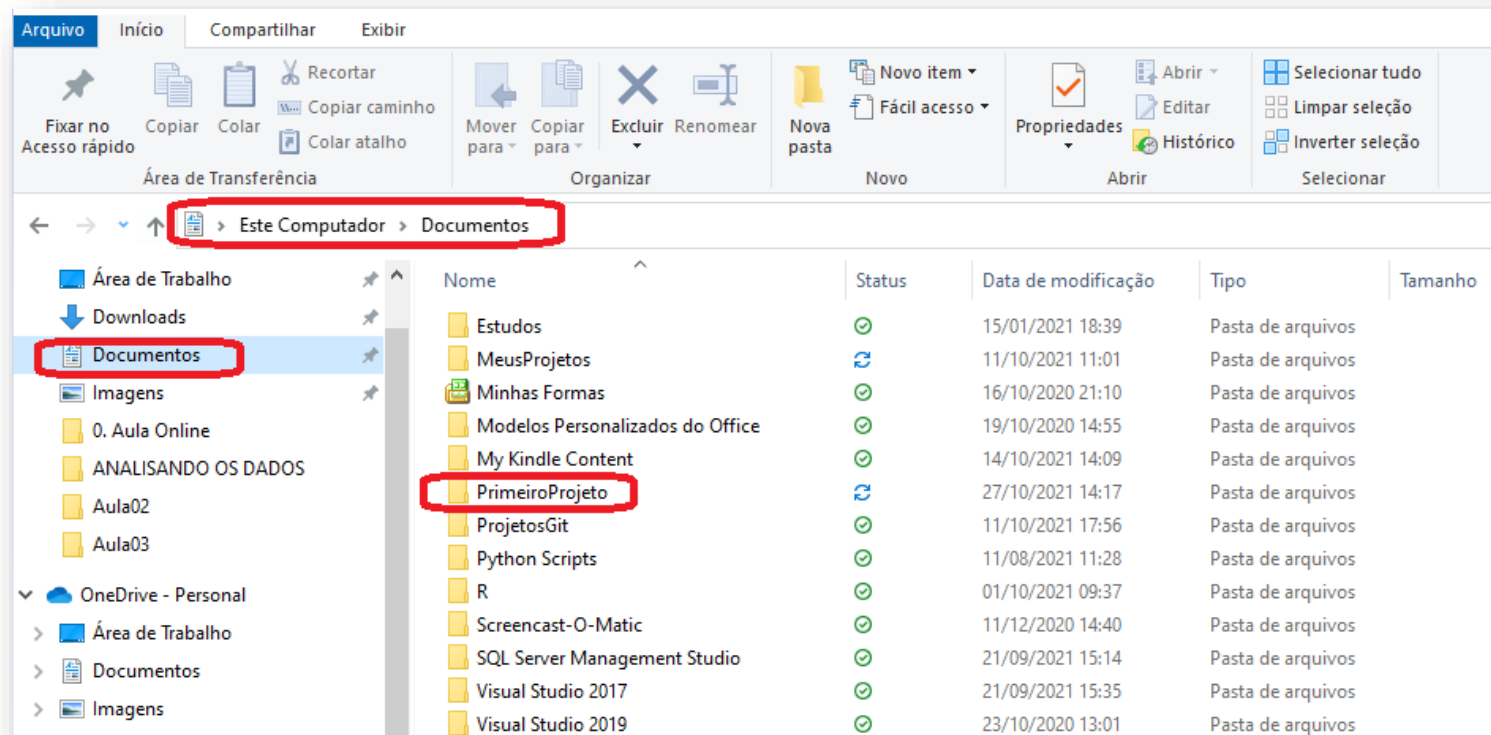 Arquivo Início Compartilhar Exibir
Fixar no Acesso rápido
Copiar
Colar
Recortar
Copiar caminho
Colar atalho
Área de Transferência
Mover para
Copiar para
Excluir
Renomear
Organizar
Nova pasta
Novo item
Fácil acesso
Novo
Propriedades
Abrir
Editar
Histórico
Abrir
Selecionar tudo
Limpar seleção
Inverter seleção
Selecionar
Este Computador > Documentos
Área de Trabalho
Downloads
Documentos
Imagens
0. Aula Online
ANALISANDO OS DADOS
Aula02
Aula03
OneDrive - Personal
Área de Trabalho
Documentos
Imagens
Nome Status Data de modificação Tipo Tamanho
Estudos 15/01/2021 18:39 Pasta de arquivos
MeusProjetos 11/10/2021 11:01 Pasta de arquivos
Minhas Formas 16/10/2020 21:10 Pasta de arquivos
Modelos Personalizados do Office 19/10/2020 14:55 Pasta de arquivos
My Kindle Content 14/10/2021 14:09 Pasta de arquivos
PrimeiroProjeto 27/10/2021 14:17 Pasta de arquivos
ProjetosGit 11/10/2021 17:56 Pasta de arquivos
Python Scripts 11/08/2021 11:28 Pasta de arquivos
R 01/10/2021 09:37 Pasta de arquivos
Screencast-O-Matic 11/12/2020 14:40 Pasta de arquivos
SQL Server Management Studio 21/09/2021 15:14 Pasta de arquivos
Visual Studio 2017 21/09/2021 15:35 Pasta de arquivos
Visual Studio 2019 23/10/2020 13:01 Pasta de arquivos